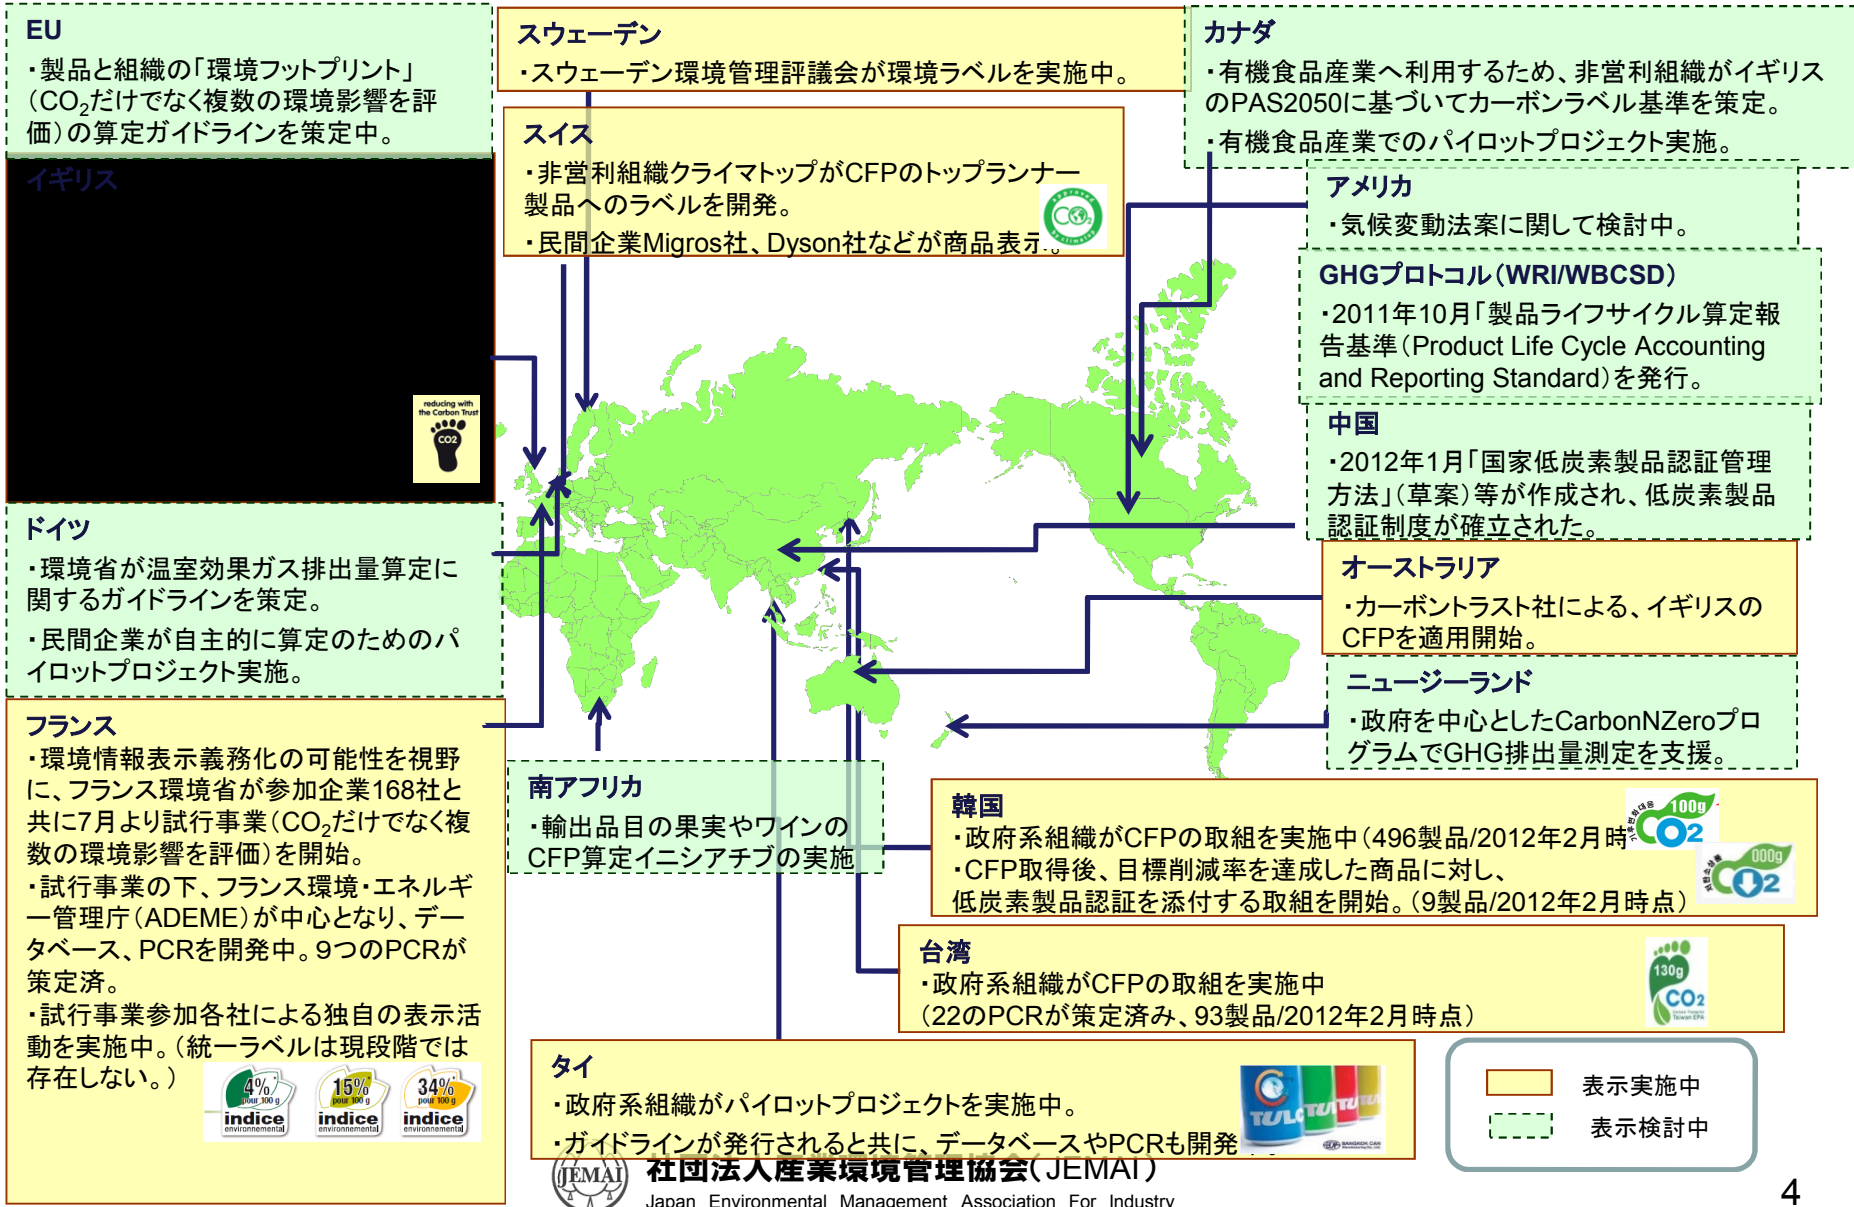 EU
・製品と組織の「環境フットプリント」
（CO2だけでなく複数の環境影響を評
価）の算定ガイドラインを策定中。
イギリス
reducing with
the Carbon Trust
CO2
ドイツ
・環境省が温室効果ガス排出量算定に
関するガイドラインを策定。
・民間企業が自主的に算定のためのパ
イロットプロジェクト実施。
フランス
・環境情報表示義務化の可能性を視野
に、フランス環境省が参加企業168社と
共に7月より試行事業（CO2だけでなく複
数の環境影響を評価）を開始。
・試行事業の下、フランス環境・エネルギ
ー管理庁（ADEME）が中心となり、デー
タベース、PCRを開発中。９つのPCRが
策定済。
・試行事業参加各社による独自の表示活
動を実施中。（統一ラベルは現段階では
存在しない。）
4%
pour 100 g
indice
environnemental
15%
pour 100 g
indice
environnemental
34%
pour 100 g
indice
environnemental
スウェーデン
・スウェーデン環境管理評議会が環境ラベルを実施中。
スイス
・非営利組織クライマトップがCFPのトップランナー
製品へのラベルを開発。
・民間企業Migros社、Dyson社などが商品表示。
approved
CO2
by climatop
カナダ
・有機食品産業へ利用するため、非営利組織がイギリス
のPAS2050に基づいてカーボンラベル基準を策定。
・有機食品産業でのパイロットプロジェクト実施。
アメリカ
・気候変動法案に関して検討中。
GHGプロトコル（WRI/WBCSD）
・2011年10月「製品ライフサイクル算定報
告基準（Product Life Cycle Accounting
and Reporting Standard）を発行。
中国
・2012年1月「国家低炭素製品認証管理
方法」（草案）等が作成され、低炭素製品
認証制度が確立された。
オーストラリア
・カーボントラスト社による、イギリスの
CFPを適用開始。
ニュージーランド
・政府を中心としたCarbonNZeroプロ
グラムでGHG排出量測定を支援。
南アフリカ
・輸出品目の果実やワインの
CFP算定イニシアチブの実施
韓国
・政府系組織がCFPの取組を実施中（496製品/2012年2月時
・CFP取得後、目標削減率を達成した商品に対し、
低炭素製品認証を添付する取組を開始。（9製品/2012年2月時点）
100g
CO2
000g
CO2
台湾
・政府系組織がCFPの取組を実施中
（22のPCRが策定済み、93製品/2012年2月時点）
130g
CO2
Taiwan EPA
タイ
・政府系組織がパイロットプロジェクトを実施中。
・ガイドラインが発行されると共に、データベースやPCRも開発
TULC
BANGKOK CAN
表示実施中
表示検討中
JEMAI
社団法人産業環境管理協会（JEMAI）
Japan Environmental Management Association For Industry
4